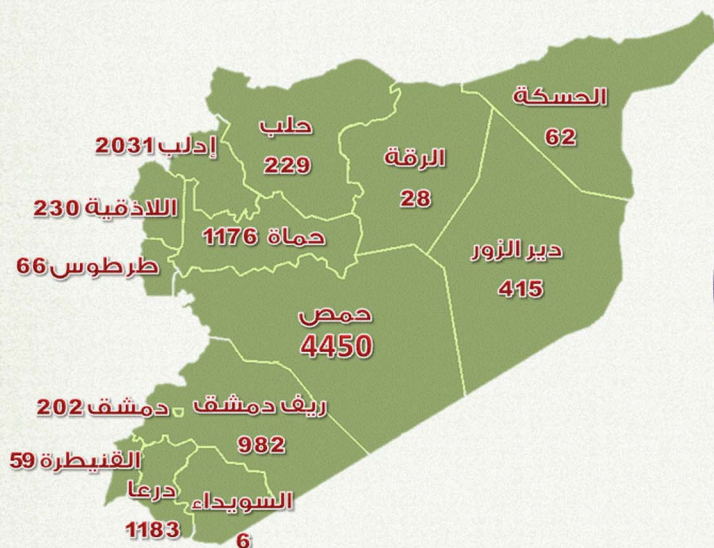 الحسكة
62
حلب
229
إدلب 2031
الرقة
28
اللاذقية 230
حماة 1176
دير الزور
415
طرطوس 66
حمص
4450
دمشق 202
ريف دمشق
982
القنيطرة 59
درعا
1183
السويداء
6